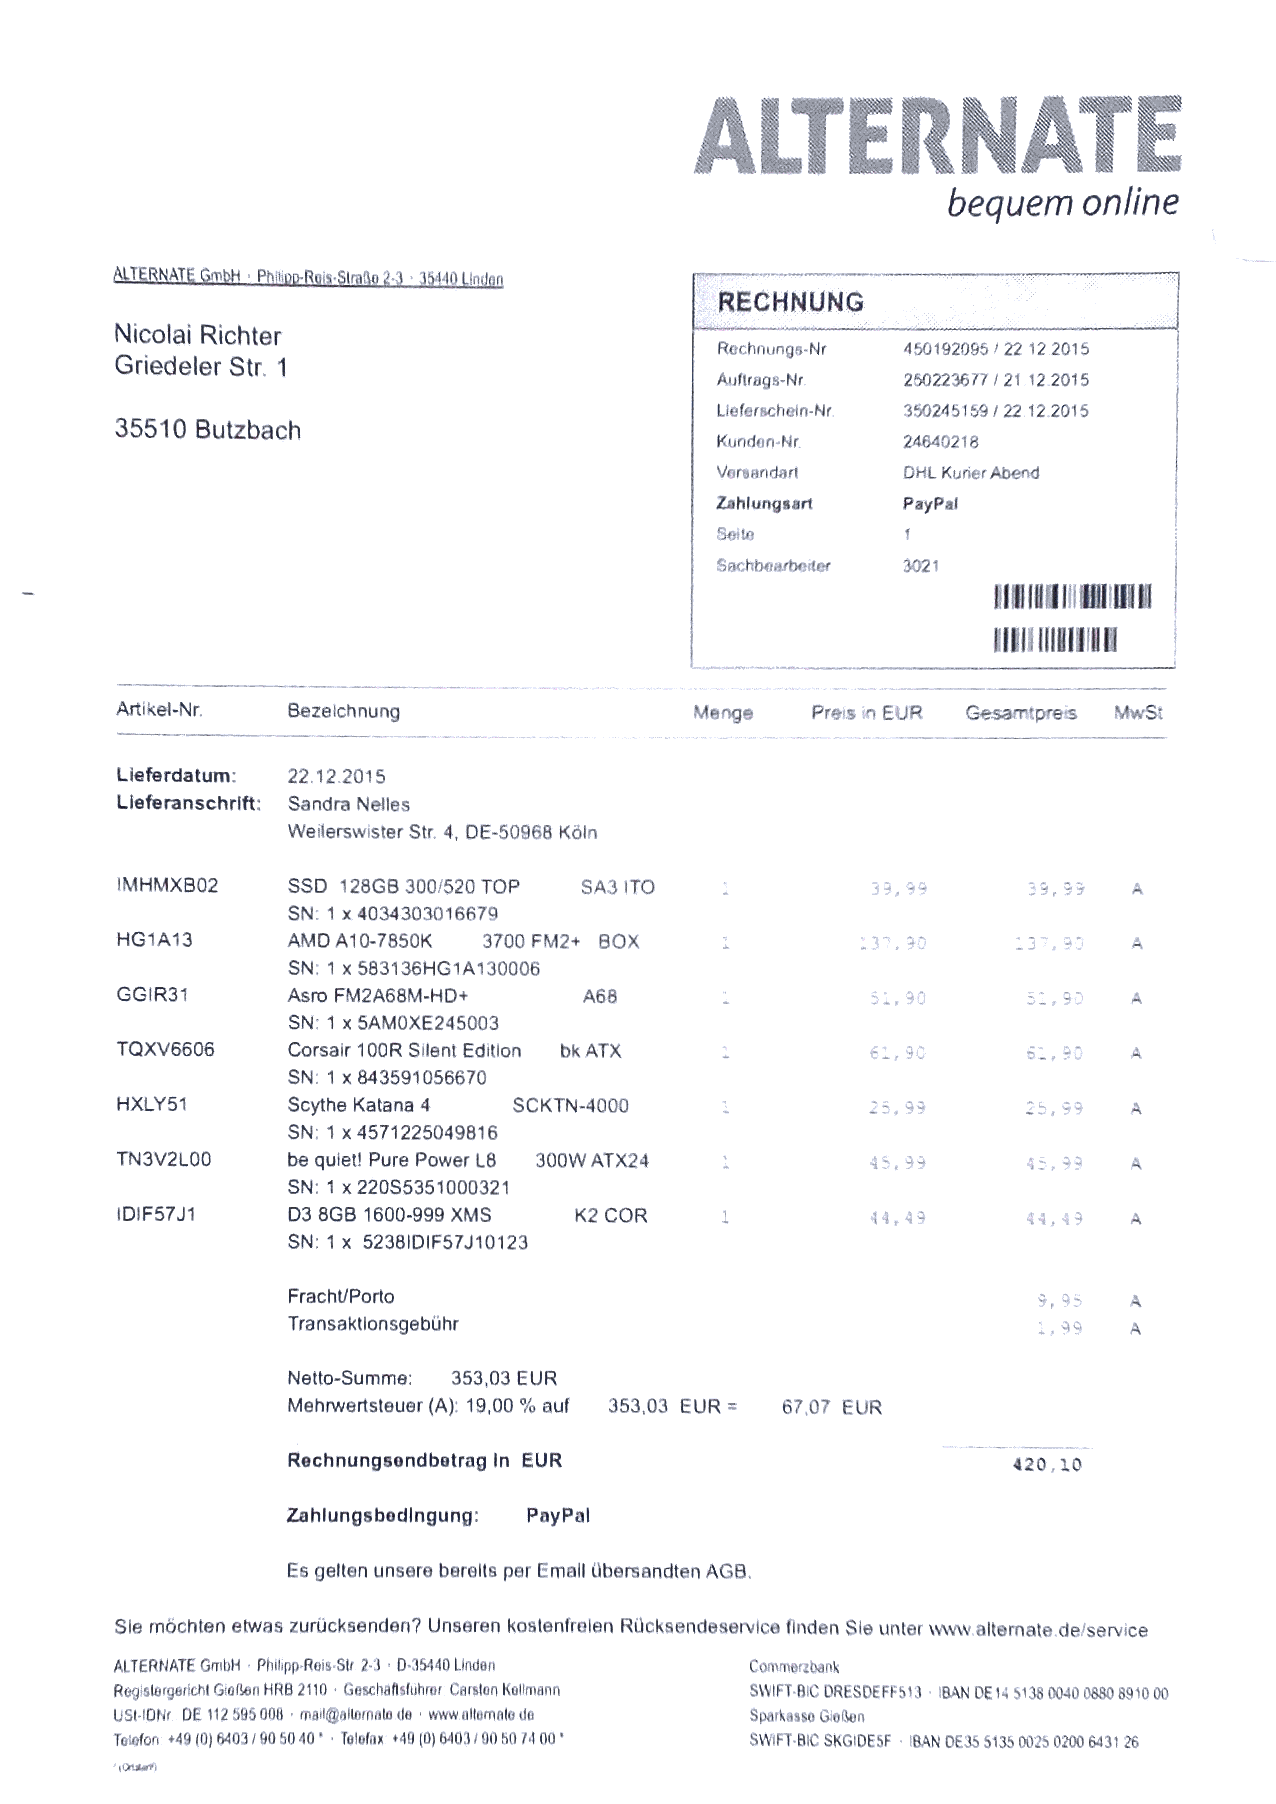 ALTERNATE
bequem online
ALTERNATE GmbH · Philipp-Reis-Straße 2-3 · 35440 Linden
Nicolai Richter
Griedeler Str. 1
35510 Butzbach
RECHNUNG
Rechnungs-Nr 450192095 / 22 12 2015
Auftrags-Nr. 250223677 / 21 12.2015
Lieferschein-Nr. 350245159 / 22.12.2015
Kunden-Nr. 24640218
Versandart DHL Kurier Abend
Zahlungsart PayPal
Seite 1
Sachbearbeiter 3021
Artikel-Nr. Bezeichnung Menge Preis in EUR Gesamtpreis MwSt
Lieferdatum: 22.12.2015
Lieferanschrift: Sandra Nelles
Weilerswister Str. 4, DE-50968 Köln
IMHMXB02 SSD 128GB 300/520 TOP SA3 ITO 1 39,99 39,99 A
SN: 1 x 4034303016679
HG1A13 AMD A10-7850K 3700 FM2+ BOX 1 137,90 137,90 A
SN: 1 x 583136HG1A130006
GGIR31 Asro FM2A68M-HD+ A68 1 51,90 51,90 A
SN: 1 x 5AM0XE245003
TQXV6606 Corsair 100R Silent Edition bk ATX 1 61,90 61,90 A
SN: 1 x 843591056670
HXLY51 Scythe Katana 4 SCKTN-4000 1 25,99 25,99 A
SN: 1 x 4571225049816
TN3V2L00 be quiet! Pure Power L8 300W ATX24 1 45,99 45,99 A
SN: 1 x 220S5351000321
IDIF57J1 D3 8GB 1600-999 XMS K2 COR 1 44,49 44,49 A
SN: 1 x 5238IDIF57J10123
Fracht/Porto 9,95 A
Transaktionsgebühr 1,99 A
Netto-Summe: 353,03 EUR
Mehrwertsteuer (A): 19,00 % auf 353,03 EUR = 67,07 EUR
Rechnungsendbetrag in EUR 420,10
Zahlungsbedingung: PayPal
Es gelten unsere bereits per Email übersandten AGB.
Sie möchten etwas zurücksenden? Unseren kostenfreien Rücksendeservice finden Sie unter www.alternate.de/service
ALTERNATE GmbH · Philipp-Reis-Str 2-3 · D-35440 Linden
Registergericht Gießen HRB 2110 · Geschäftsführer Carsten Kellmann
USt-IDNr DE 112 595 008 · mail@alternate de · www alternate de
Telefon +49 (0) 6403 / 90 50 40 * · Telefax +49 (0) 6403 / 90 50 74 00 *
* (Ortstarif)
Commerzbank
SWIFT-BIC DRESDEFF513 · IBAN DE14 5138 0040 0880 8910 00
Sparkasse Gießen
SWIFT-BIC SKGIDE5F · IBAN DE35 5135 0025 0200 6431 26